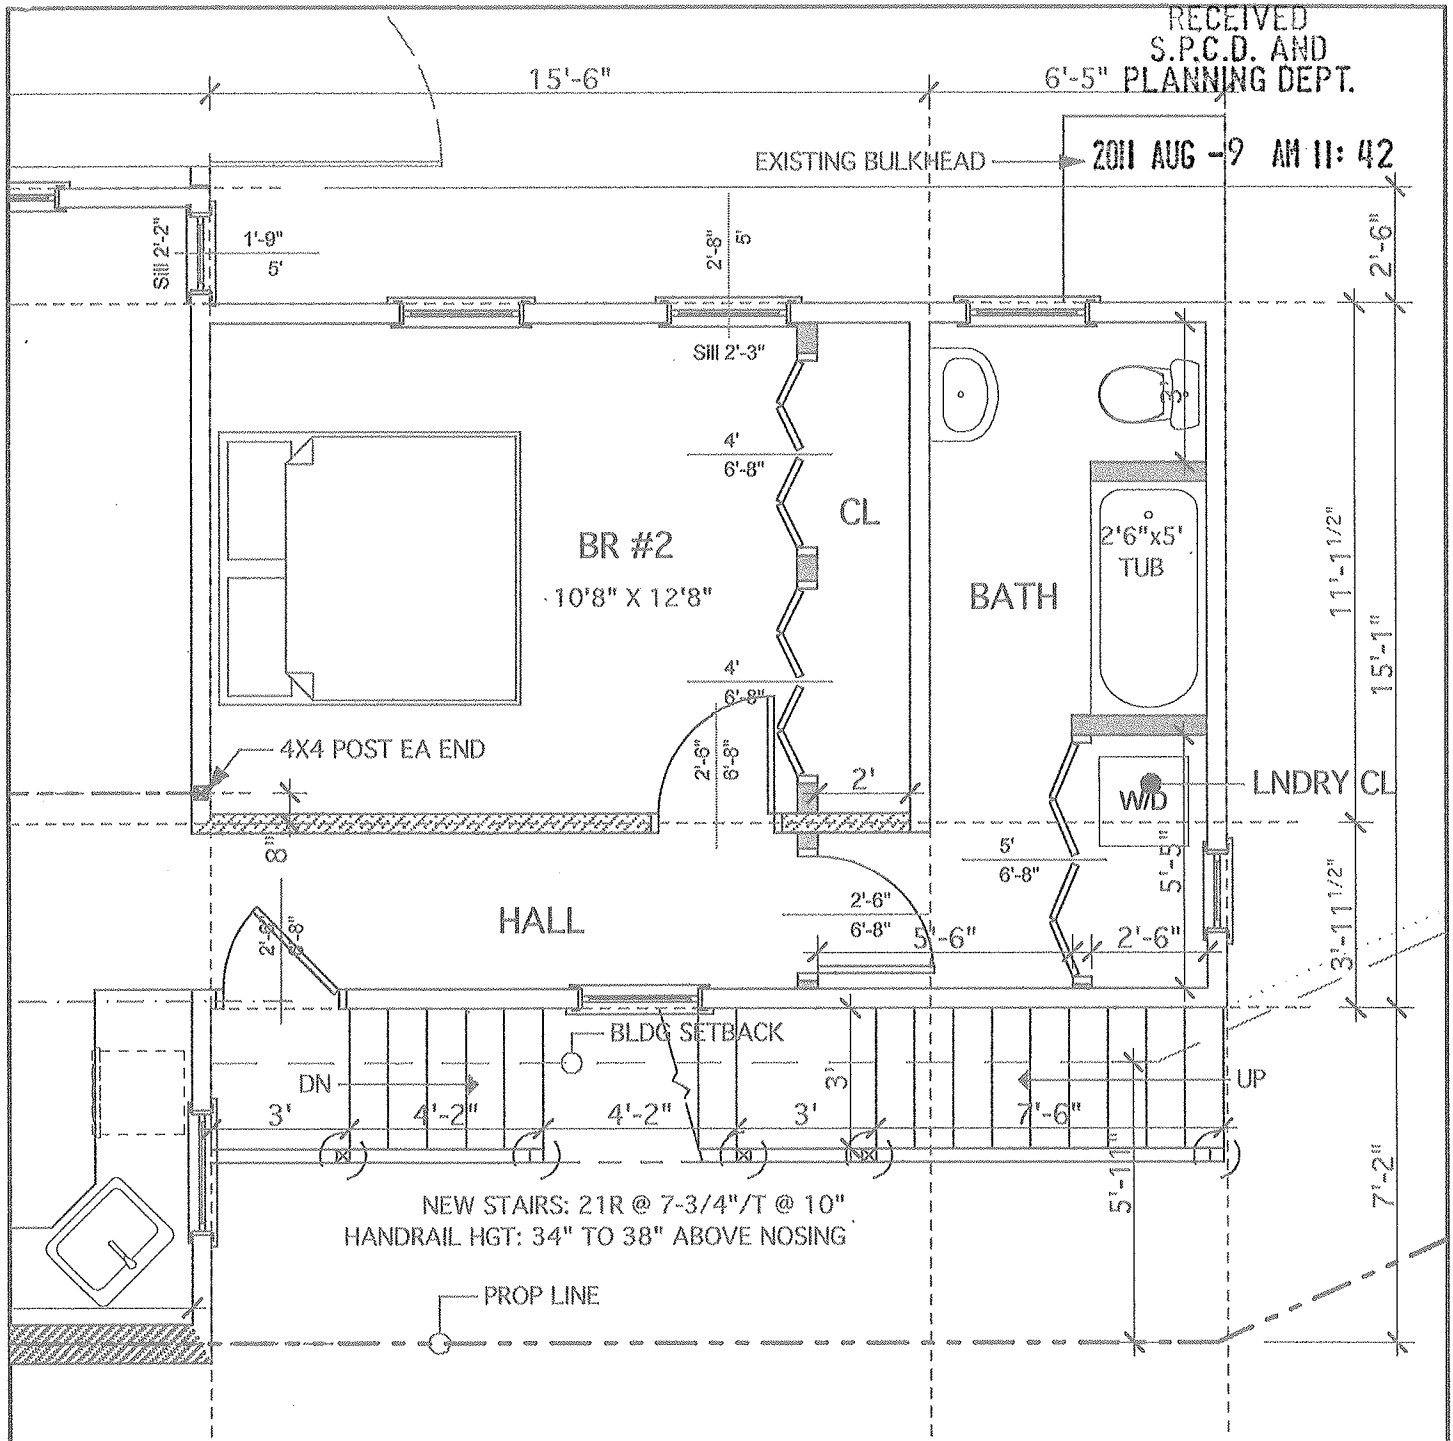 RECEIVED
S.P.C.D. AND
PLANNING DEPT.
15'-6"
6'-5"
EXISTING BULKHEAD
2011 AUG -9 AM 11:42
Sill 2'-2"
1'-9"
5'
2'-8"
5'
2'-6"
Sill 2'-3"
4'
6'-8"
CL
BR #2
10'8" X 12'8"
2'6"x5'
TUB
BATH
11'-1 1/2"
15'-1"
4'
6'-8"
4X4 POST EA END
2'-6"
6'-8"
2'
LNDRY CL
W/D
8"
5'
6'-8"
5'-5"
HALL
2'-6"
6'-8"
2'-6"
6'-8"
5'-6"
2'-6"
3'-11 1/2"
BLDG SETBACK
DN
UP
3'
3'
4'-2"
4'-2"
3'
7'-6"
5'-11"
7'-2"
NEW STAIRS: 21R @ 7-3/4"/T @ 10"
HANDRAIL HGT: 34" TO 38" ABOVE NOSING
PROP LINE